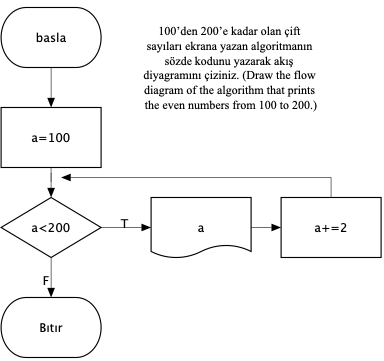 basla
100’den 200’e kadar olan çift
sayıları ekrana yazan algoritmanın
sözde kodunu yazarak akış
diyagramını çiziniz. (Draw the flow
diagram of the algorithm that prints
the even numbers from 100 to 200.)
a=100
a<200
T
a
a+=2
F
Bıtır